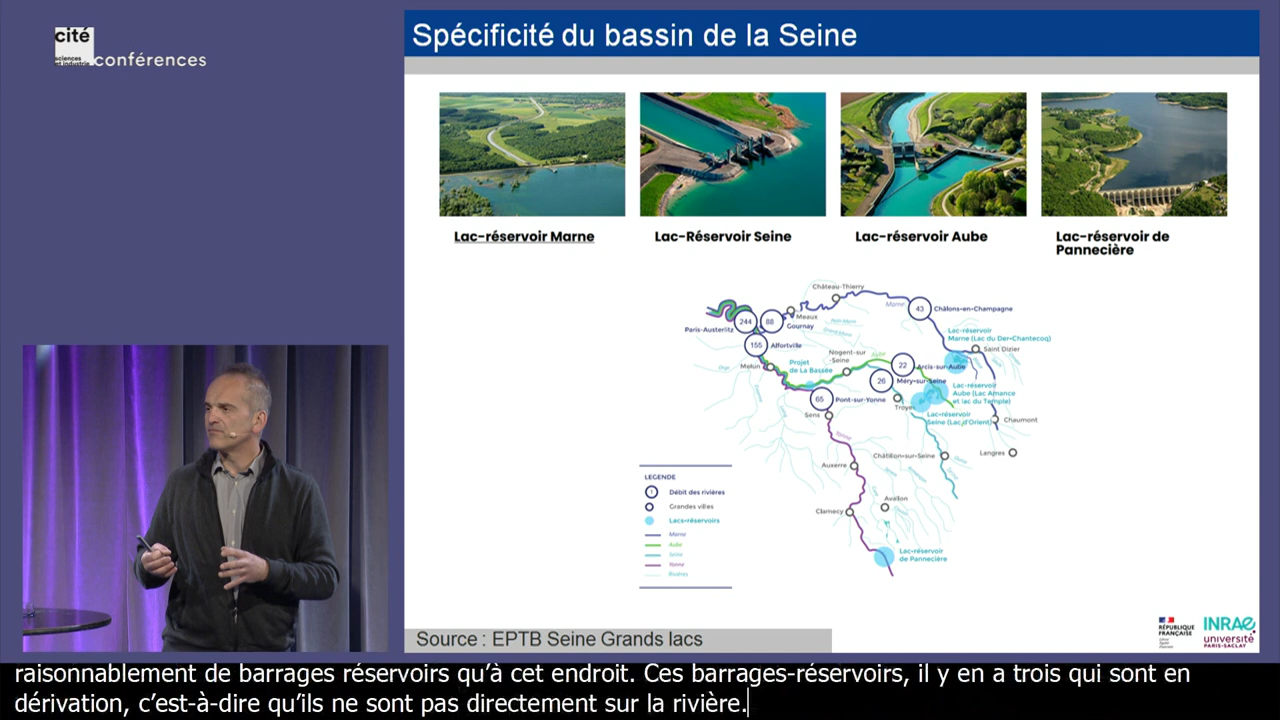 cité
sciences
et industrie
conférences
Spécificité du bassin de la Seine
Lac-réservoir Marne
Lac-Réservoir Seine
Lac-réservoir Aube
Lac-réservoir de
Pannecière
Château-Thierry
Marne
43
Châlons-en-Champagne
Paris-Austerlitz
244
88
Meaux
Gournay
155
Alfortville
Melun
Projet
de La Bassée
Nogent-sur
-Seine
Aube
22
Arcis-sur-Aube
26
Méry-sur-Seine
65
Pont-sur-Yonne
Sens
Troyes
Lac-réservoir
Marne (Lac du Der-Chantecoq)
Saint Dizier
Lac-réservoir
Aube (Lac Amance
et lac du Temple)
Lac-réservoir
Seine (Lac d'Orient)
Chaumont
Langres
Châtillon-sur-Seine
Seine
Yonne
Auxerre
Avallon
Clamecy
Lac-réservoir
de Pannecière
LEGENDE
Débit des rivières
Grandes villes
Lacs-réservoirs
Marne
Aube
Seine
Yonne
Rivières
Source : EPTB Seine Grands lacs
RÉPUBLIQUE
FRANÇAISE
INRAE
université
PARIS-SACLAY
raisonnablement de barrages réservoirs qu’à cet endroit. Ces barrages-réservoirs, il y en a trois qui sont en
dérivation, c’est-à-dire qu’ils ne sont pas directement sur la rivière.